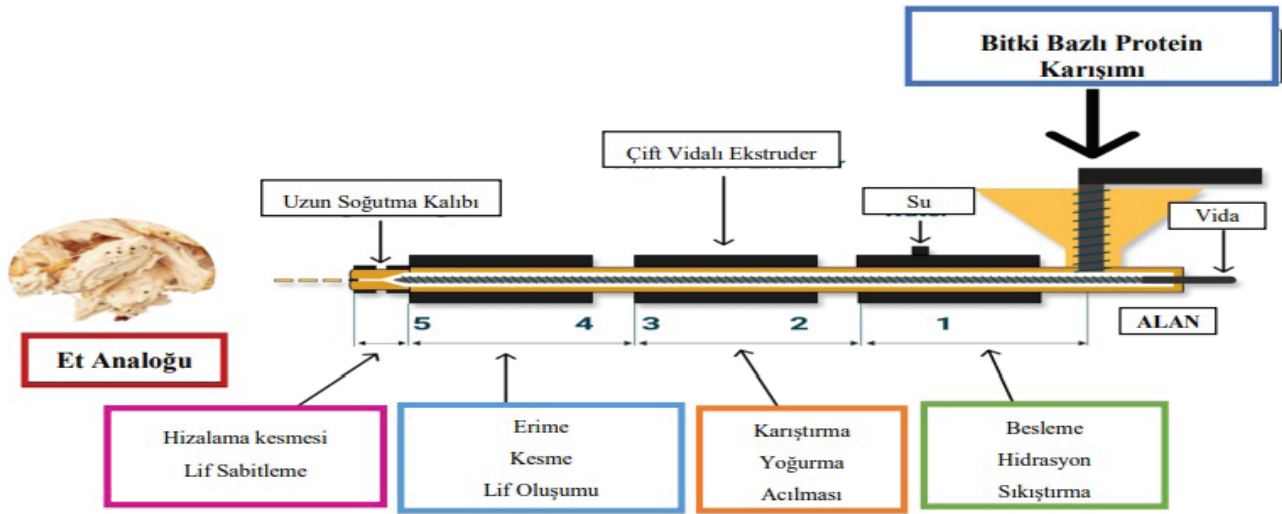 Bitki Bazlı Protein
Karışımı
Çift Vidalı Ekstruder
Uzun Soğutma Kalıbı
Su
Vida
5
4
3
2
1
ALAN
Et Analoğu
Hizalama kesmesi
Lif Sabitleme
Erime
Kesme
Lif Oluşumu
Karıştırma
Yoğurma
Acılması
Besleme
Hidrasyon
Sıkıştırma